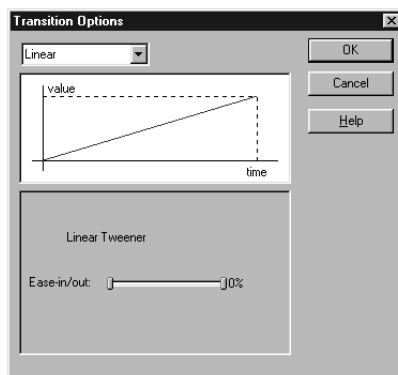 Transition Options
Linear
OK
Cancel
Help
value
time
Linear Tweener
Ease-in/out:
0%